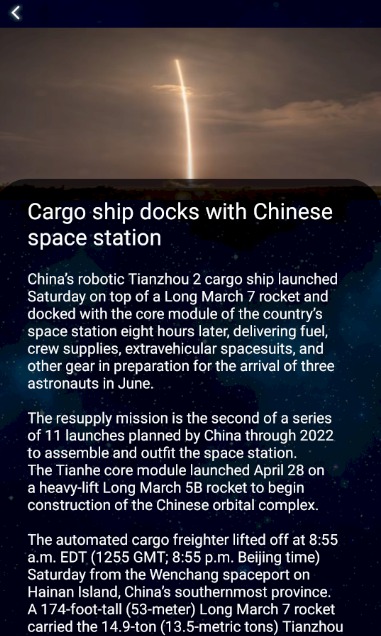 Cargo ship docks with Chinese
space station
China's robotic Tianzhou 2 cargo ship launched
Saturday on top of a Long March 7 rocket and
docked with the core module of the country's
space station eight hours later, delivering fuel,
crew supplies, extravehicular spacesuits, and
other gear in preparation for the arrival of three
astronauts in June.
The resupply mission is the second of a series
of 11 launches planned by China through 2022
to assemble and outfit the space station.
The Tianhe core module launched April 28 on
a heavy-lift Long March 5B rocket to begin
construction of the Chinese orbital complex.
The automated cargo freighter lifted off at 8:55
a.m. EDT (1255 GMT; 8:55 p.m. Beijing time)
Saturday from the Wenchang spaceport on
Hainan Island, China's southernmost province.
A 174-foot-tall (53-meter) Long March 7 rocket
carried the 14.9-ton (13.5-metric tons) Tianzhou